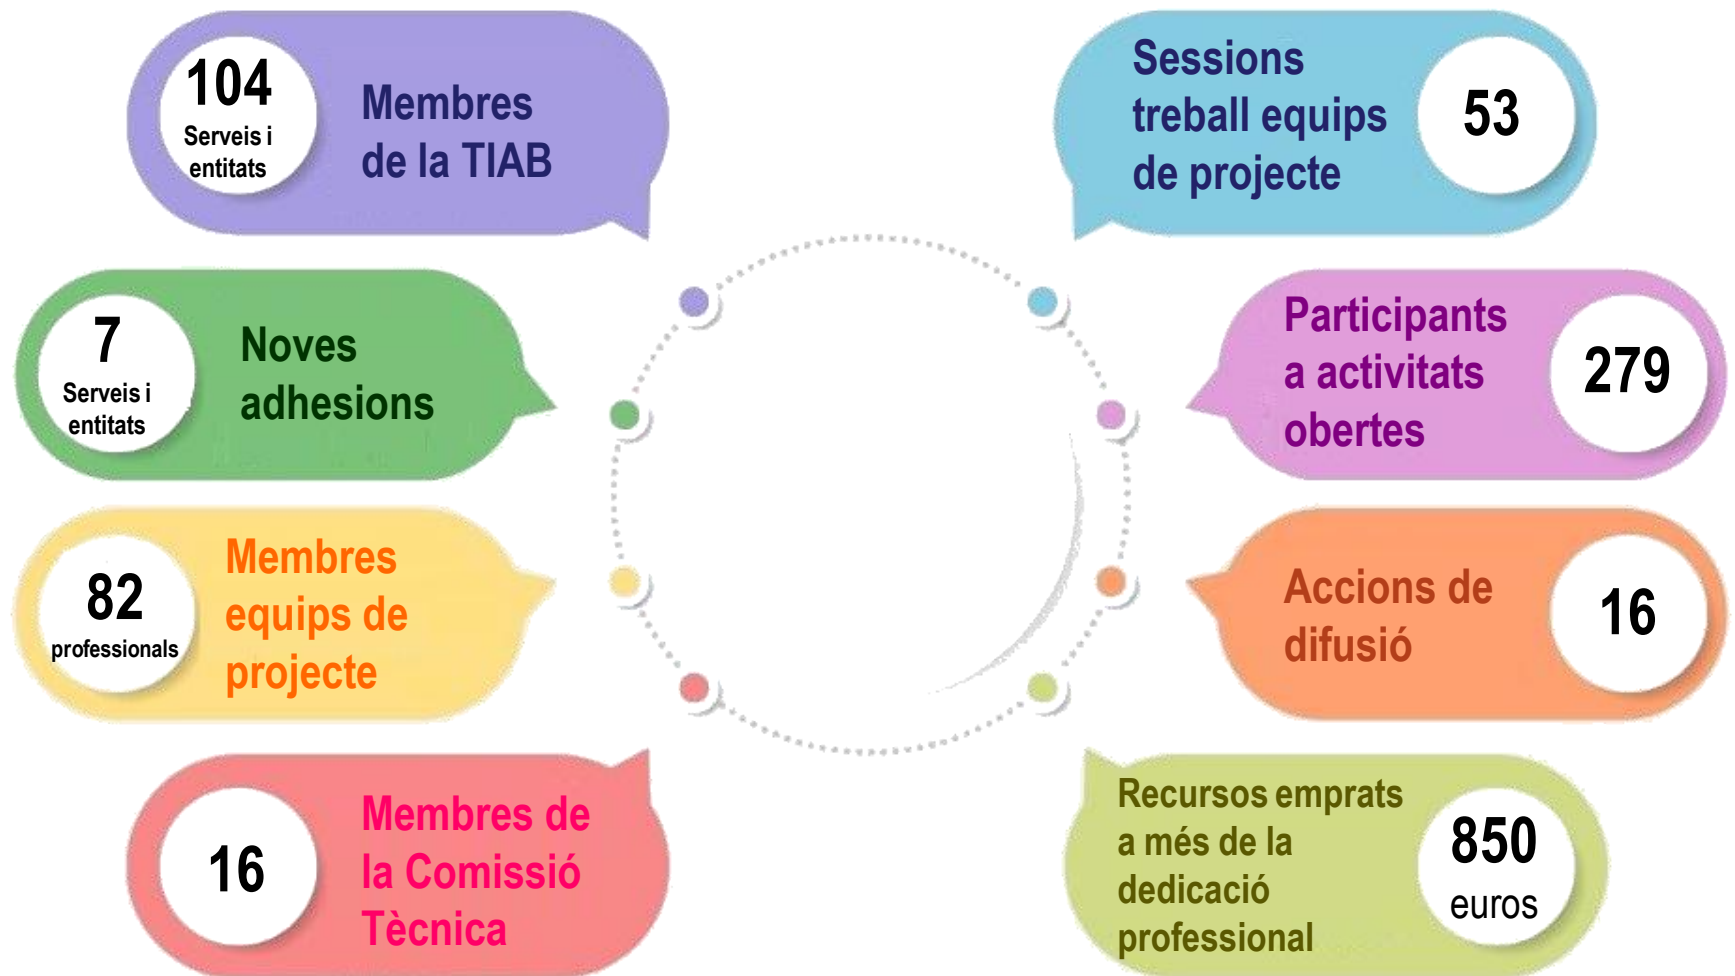 104
Serveis i
entitats
Membres
de la TIAB
7
Serveis i
entitats
Noves
adhesions
82
professionals
Membres
equips de
projecte
16
Membres de
la Comissió
Tècnica
Sessions
treball equips
de projecte
53
Participants
a activitats
obertes
279
Accions de
difusió
16
Recursos emprats
a més de la
dedicació
professional
850
euros